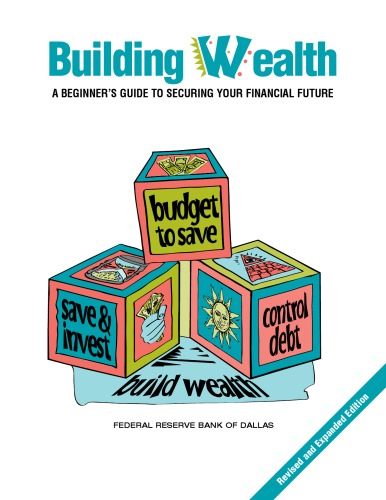 Building Wealth
A BEGINNER'S GUIDE TO SECURING YOUR FINANCIAL FUTURE
budget
to save
save &
invest
control
debt
build wealth
FEDERAL RESERVE BANK OF DALLAS
Revised and Expanded Edition